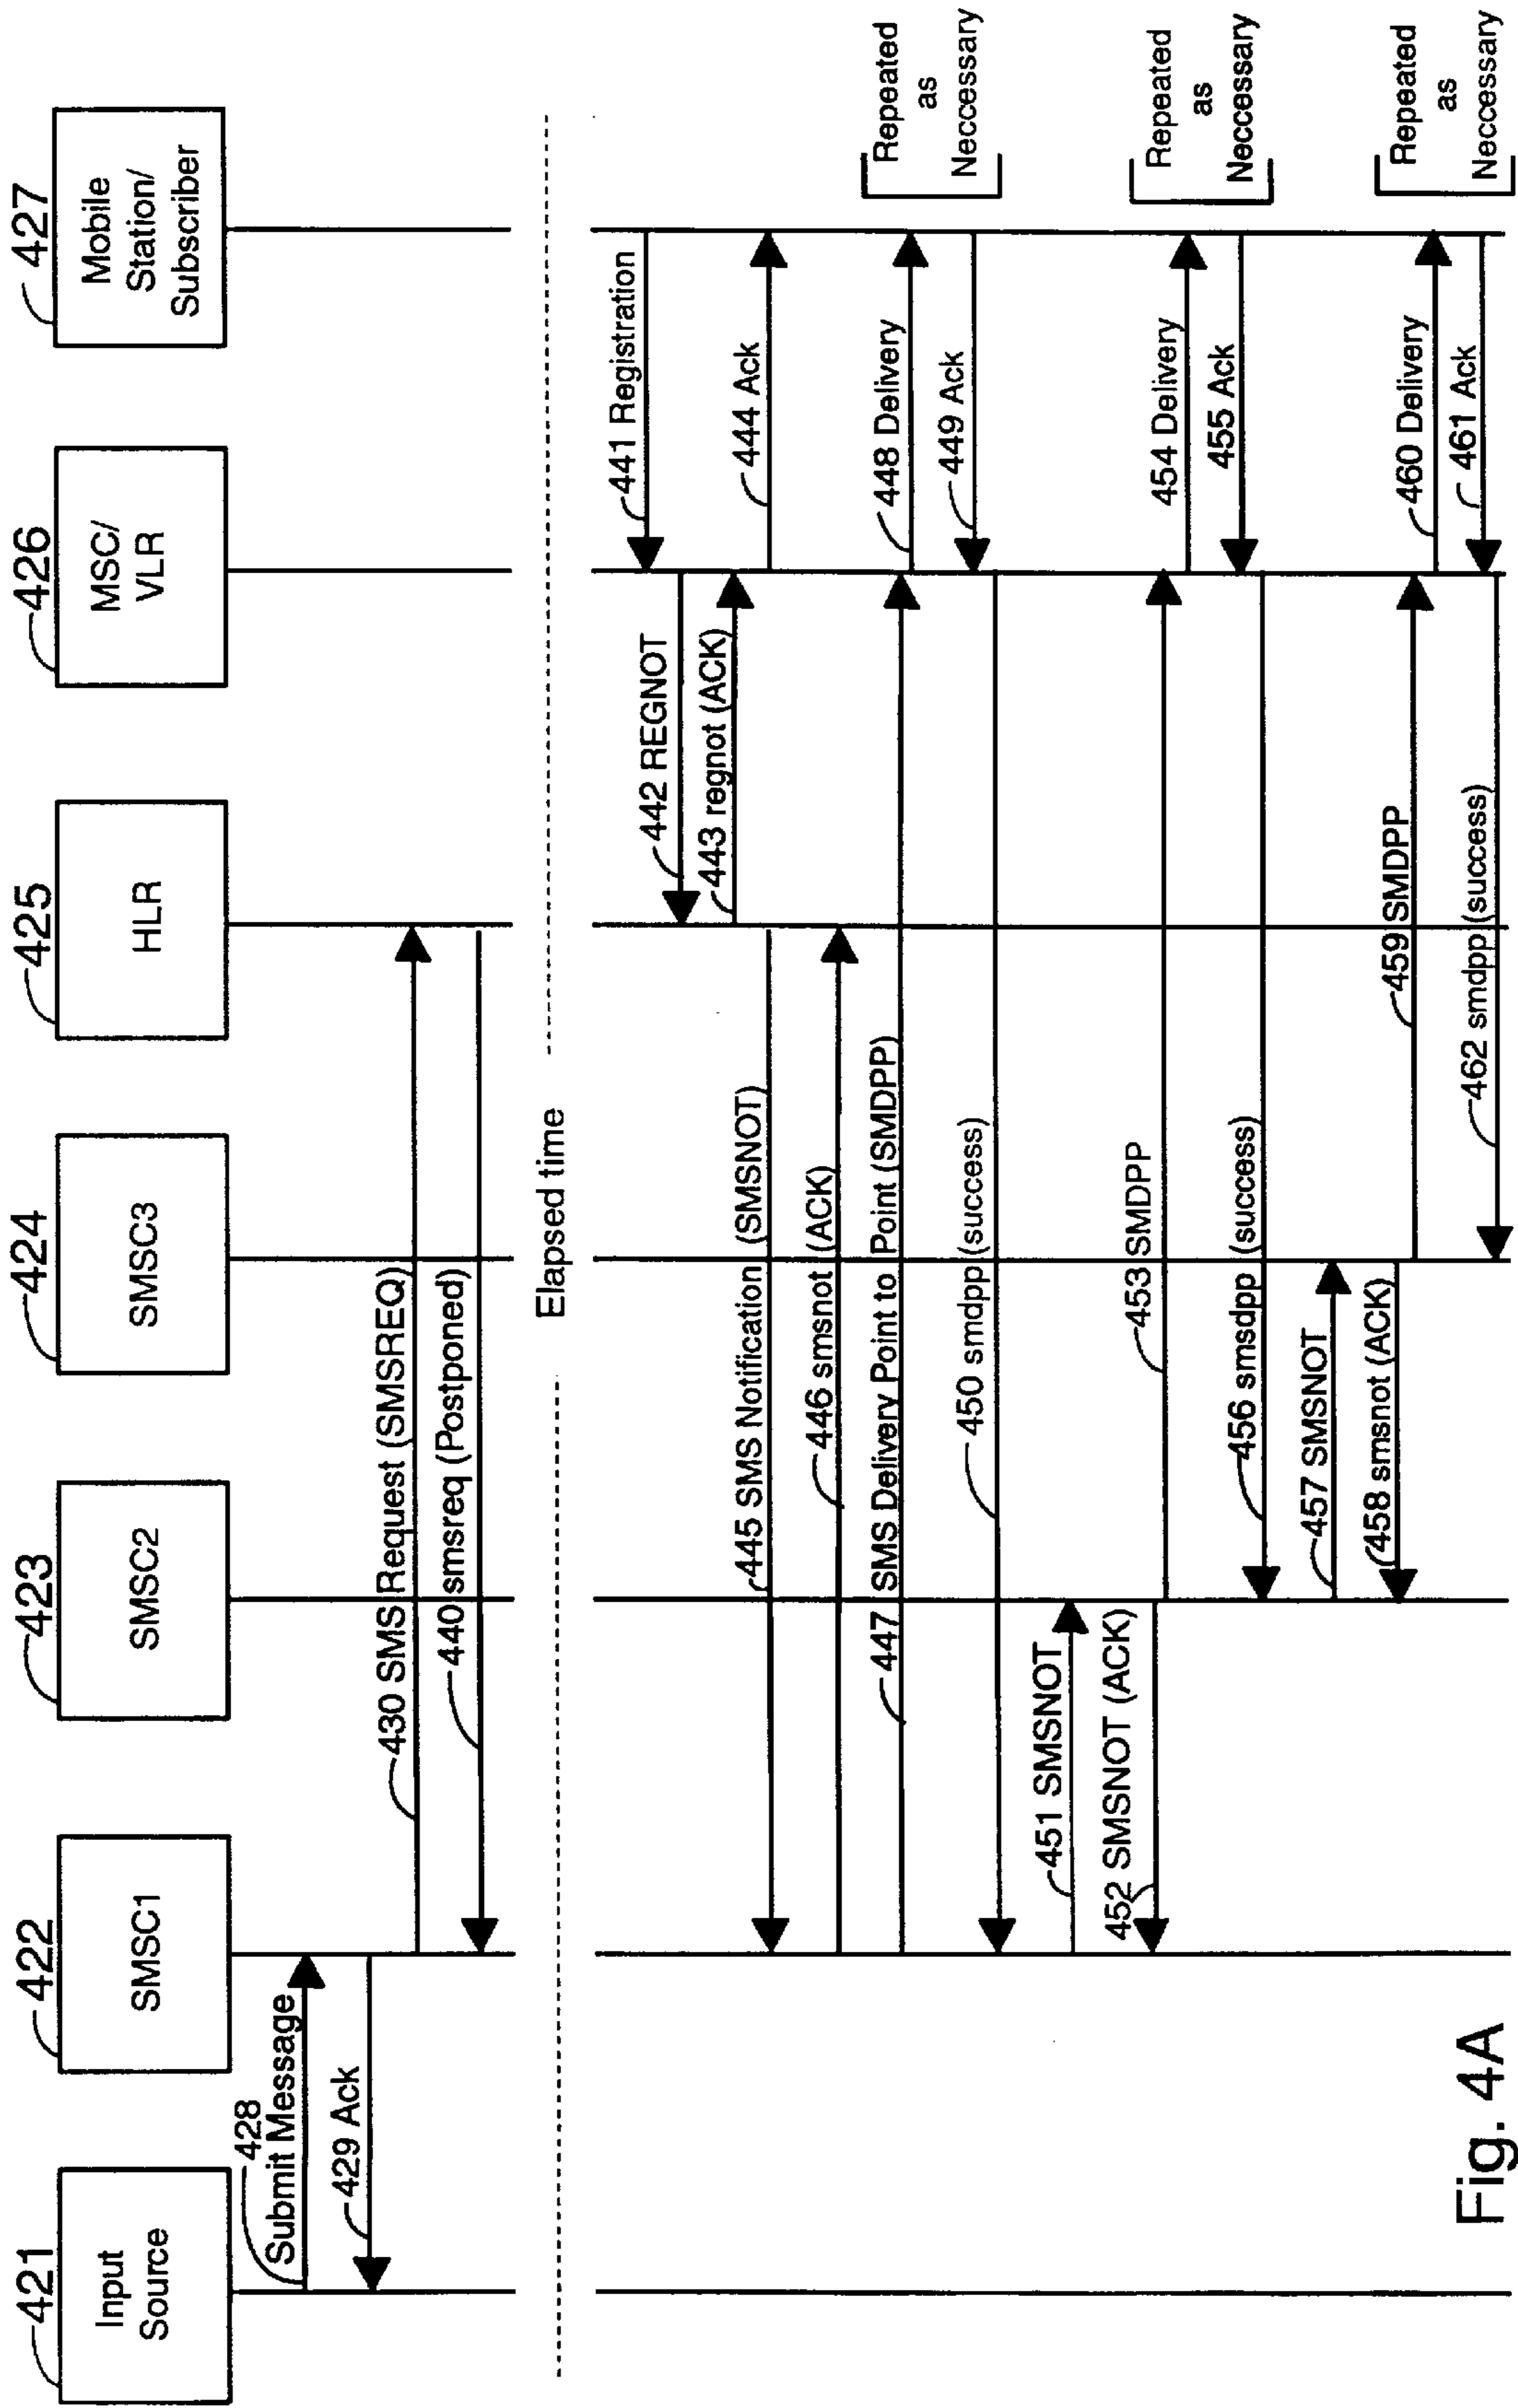 421
Input
Source
422
SMSC1
423
SMSC2
424
SMSC3
425
HLR
426
MSC/
VLR
427
Mobile
Station/
Subscriber
428
Submit Message
429 Ack
430 SMS Request (SMSREQ)
440 smsreq (Postponed)
Elapsed time
441 Registration
442 REGNOT
443 regnot (ACK)
444 Ack
445 SMS Notification (SMSNOT)
446 smsnot (ACK)
447 SMS Delivery Point to Point (SMDPP)
448 Delivery
449 Ack
Repeated
as
Neccessary
450 smdpp (success)
451 SMSNOT
452 SMSNOT (ACK)
453 SMDPP
454 Delivery
455 Ack
Repeated
as
Neccessary
456 smsdpp (success)
457 SMSNOT
458 smsnot (ACK)
459 SMDPP
460 Delivery
461 Ack
Repeated
as
Neccessary
462 smdpp (success)
Fig. 4A